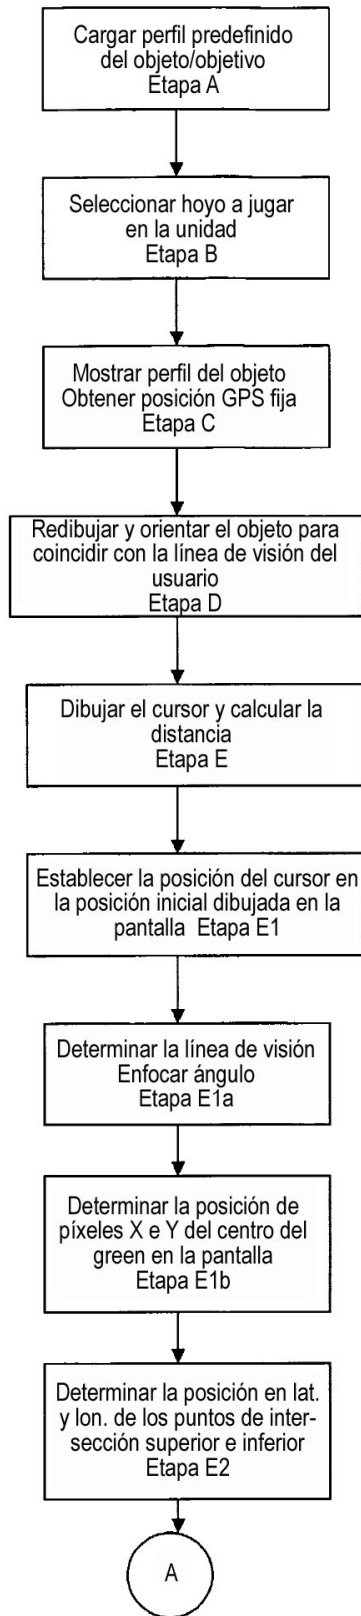 Cargar perfil predefinido
del objeto/objetivo
Etapa A
Seleccionar hoyo a jugar
en la unidad
Etapa B
Mostrar perfil del objeto
Obtener posición GPS fija
Etapa C
Redibujar y orientar el objeto para
coincidir con la línea de visión del
usuario
Etapa D
Dibujar el cursor y calcular la
distancia
Etapa E
Establecer la posición del cursor en
la posición inicial dibujada en la
pantalla Etapa E1
Determinar la línea de visión
Enfocar ángulo
Etapa E1a
Determinar la posición de
píxeles X e Y del centro del
green en la pantalla
Etapa E1b
Determinar la posición en lat.
y lon. de los puntos de inter-
sección superior e inferior
Etapa E2
A